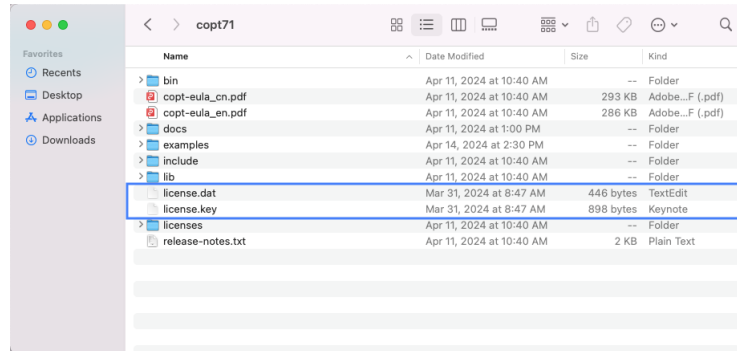 copt71
Favorites
Recents
Desktop
Applications
Downloads
Name Date Modified Size Kind
bin Apr 11, 2024 at 10:40 AM -- Folder
copt-eula_cn.pdf Apr 11, 2024 at 10:40 AM 293 KB Adobe...F (.pdf)
copt-eula_en.pdf Apr 11, 2024 at 10:40 AM 286 KB Adobe...F (.pdf)
docs Apr 11, 2024 at 1:00 PM -- Folder
examples Apr 14, 2024 at 2:30 PM -- Folder
include Apr 11, 2024 at 10:40 AM -- Folder
lib Apr 11, 2024 at 10:40 AM -- Folder
license.dat Mar 31, 2024 at 8:47 AM 446 bytes TextEdit
license.key Mar 31, 2024 at 8:47 AM 898 bytes Keynote
licenses Apr 11, 2024 at 10:40 AM -- Folder
release-notes.txt Apr 11, 2024 at 10:40 AM 2 KB Plain Text